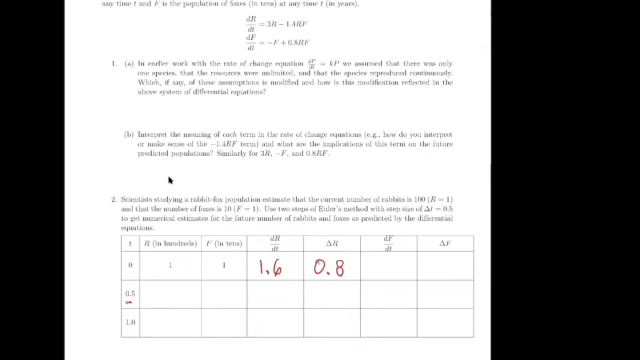 any time t and F is the population of foxes (in tens) at any time t (in years).
dR/dt = 3R − 1.4RF
dF/dt = −F + 0.8RF
1. (a) In earlier work with the rate of change equation dP/dt = kP we assumed that there was only
one species, that the resources were unlimited, and that the species reproduced continuously.
Which, if any, of these assumptions is modified and how is this modification reflected in the
above system of differential equations?
(b) Interpret the meaning of each term in the rate of change equations (e.g., how do you interpret
or make sense of the −1.4RF term) and what are the implications of this term on the future
predicted populations? Similarly for 3R, −F, and 0.8RF.
2. Scientists studying a rabbit-fox population estimate that the current number of rabbits is 100 (R = 1)
and that the number of foxes is 10 (F = 1). Use two steps of Euler's method with step size of Δt = 0.5
to get numerical estimates for the future number of rabbits and foxes as predicted by the differential
equations.
t R (in hundreds) F (in tens) dR/dt ΔR dF/dt ΔF
0 1 1 1.6 0.8
0.5
1.0